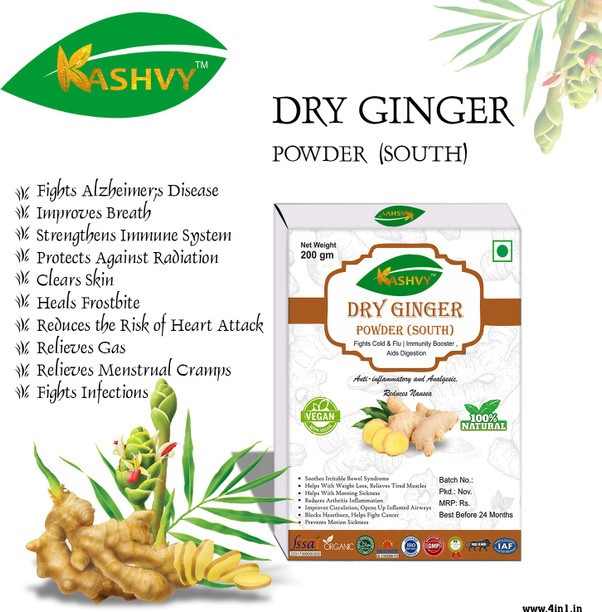 KASHVY™
DRY GINGER
POWDER (SOUTH)
Fights Alzheimer;s Disease
Improves Breath
Strengthens Immune System
Protects Against Radiation
Clears Skin
Heals Frostbite
Reduces the Risk of Heart Attack
Relieves Gas
Relieves Menstrual Cramps
Fights Infections
KASHVY
Net Weight
200 gm
KASHVY™
DRY GINGER
POWDER (SOUTH)
Fights Cold & Flu | Immunity Booster ,
Aids Digestion
Anti-inflammatory and Analgesic,
Reduces Nausea
VEGAN
100%
NATURAL
Soothes Irritable Bowel Syndrome
Helps With Weight Loss, Relieves Tired Muscles
Helps With Morning Sickness
Reduces Arthritis Inflammation
Improves Circulation, Opens Up Inflamed Airways
Blocks Heartburn, Helps Fight Cancer
Prevents Motion Sickness
Batch No.:
Pkd.: Nov.
MRP: Rs.
Best Before 24 Months
fssai
ORGANIC
ISO
GMP
IAF
www.4in1.in